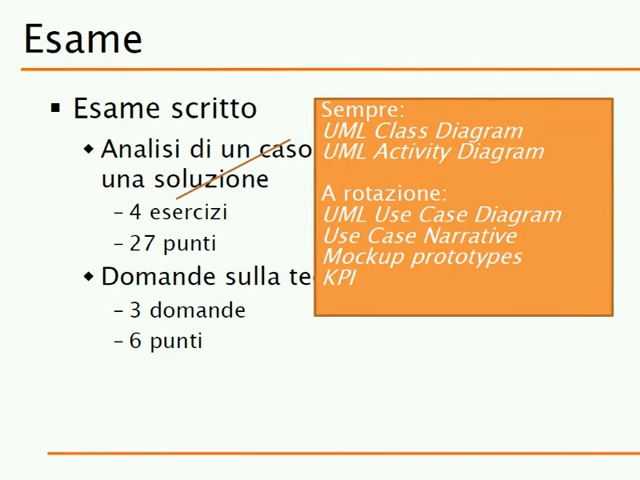 Esame
Esame scritto
Analisi di un caso
una soluzione
– 4 esercizi
– 27 punti
Domande sulla
– 3 domande
– 6 punti
Sempre:
UML Class Diagram
UML Activity Diagram
A rotazione:
UML Use Case Diagram
Use Case Narrative
Mockup prototypes
KPI